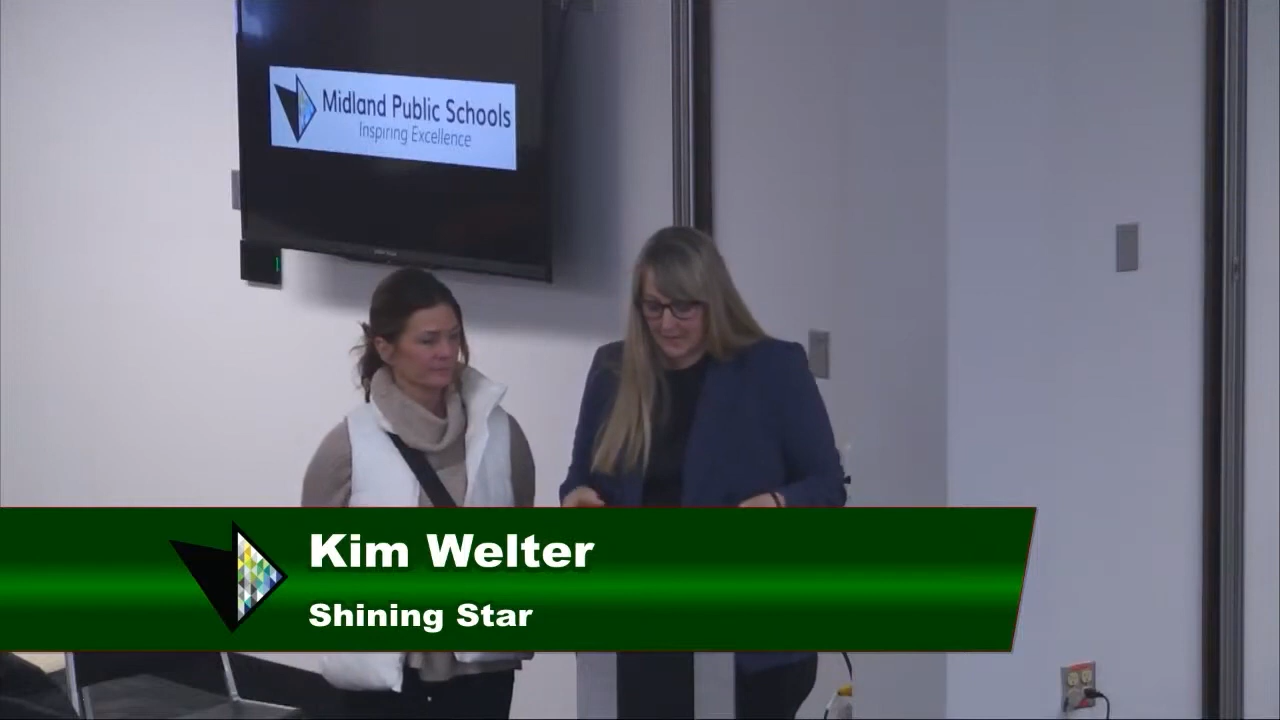 Midland Public Schools
Inspiring Excellence
Kim Welter
Shining Star